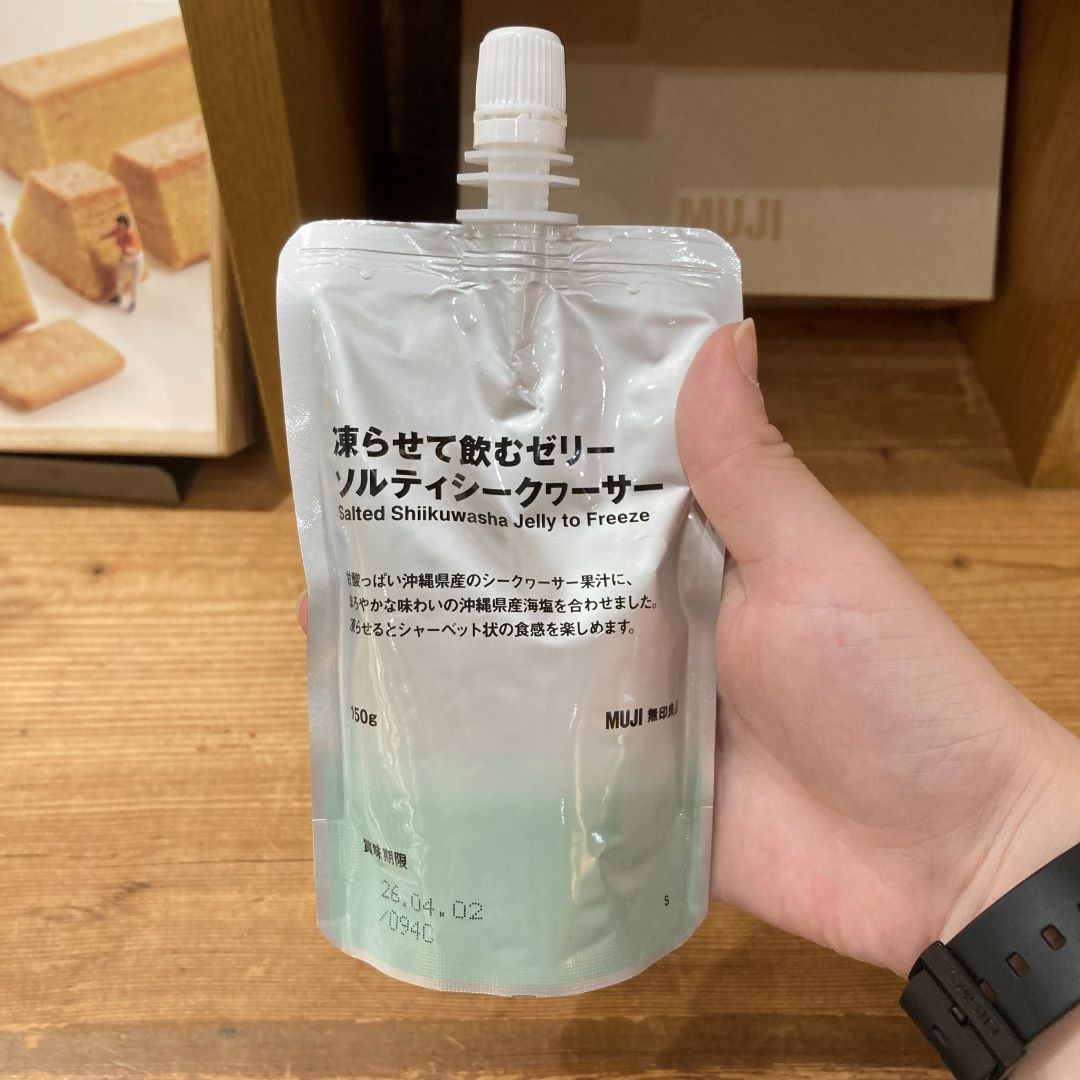 MUJI
凍らせて飲むゼリー
ソルティシークヮーサー
Salted Shiikuwasha Jelly to Freeze
甘酸っぱい沖縄県産のシークヮーサー果汁に、
まろやかな味わいの沖縄県産海塩を合わせました。
凍らせるとシャーベット状の食感を楽しめます。
150g
MUJI 無印良品
賞味期限
26.04.02
/094C
S
CASIO